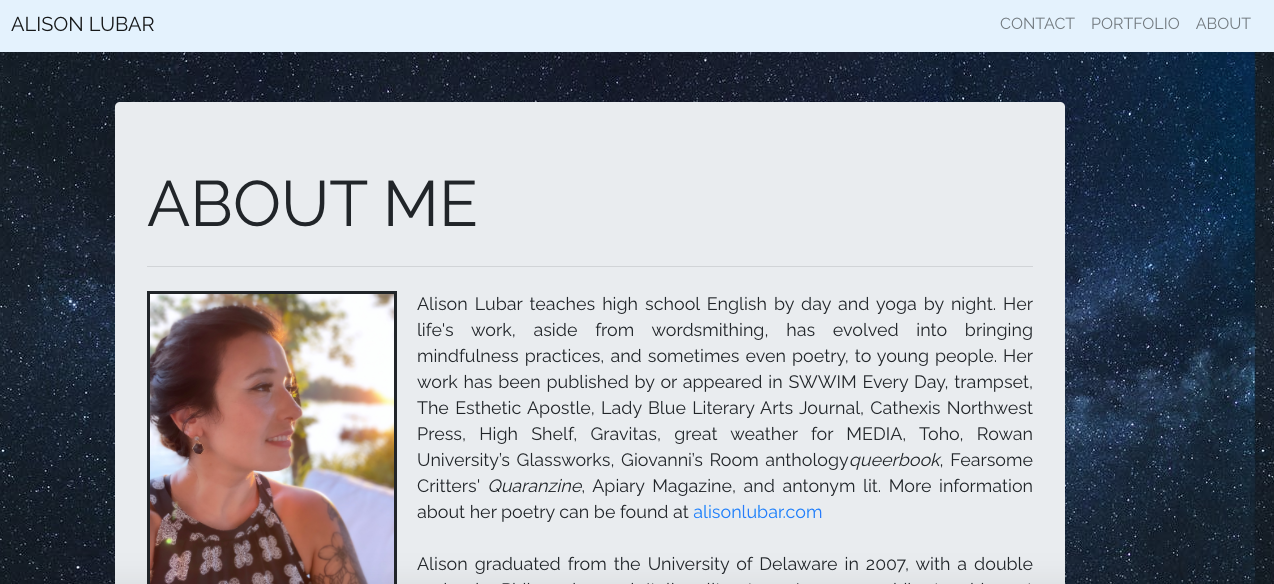 ALISON LUBAR
CONTACT PORTFOLIO ABOUT
ABOUT ME
Alison Lubar teaches high school English by day and yoga by night. Her
life's work, aside from wordsmithing, has evolved into bringing
mindfulness practices, and sometimes even poetry, to young people. Her
work has been published by or appeared in SWWIM Every Day, trampset,
The Esthetic Apostle, Lady Blue Literary Arts Journal, Cathexis Northwest
Press, High Shelf, Gravitas, great weather for MEDIA, Toho, Rowan
University's Glassworks, Giovanni's Room anthologyqueerbook, Fearsome
Critters' Quaranzine, Apiary Magazine, and antonym lit. More information
about her poetry can be found at alisonlubar.com
Alison graduated from the University of Delaware in 2007, with a double